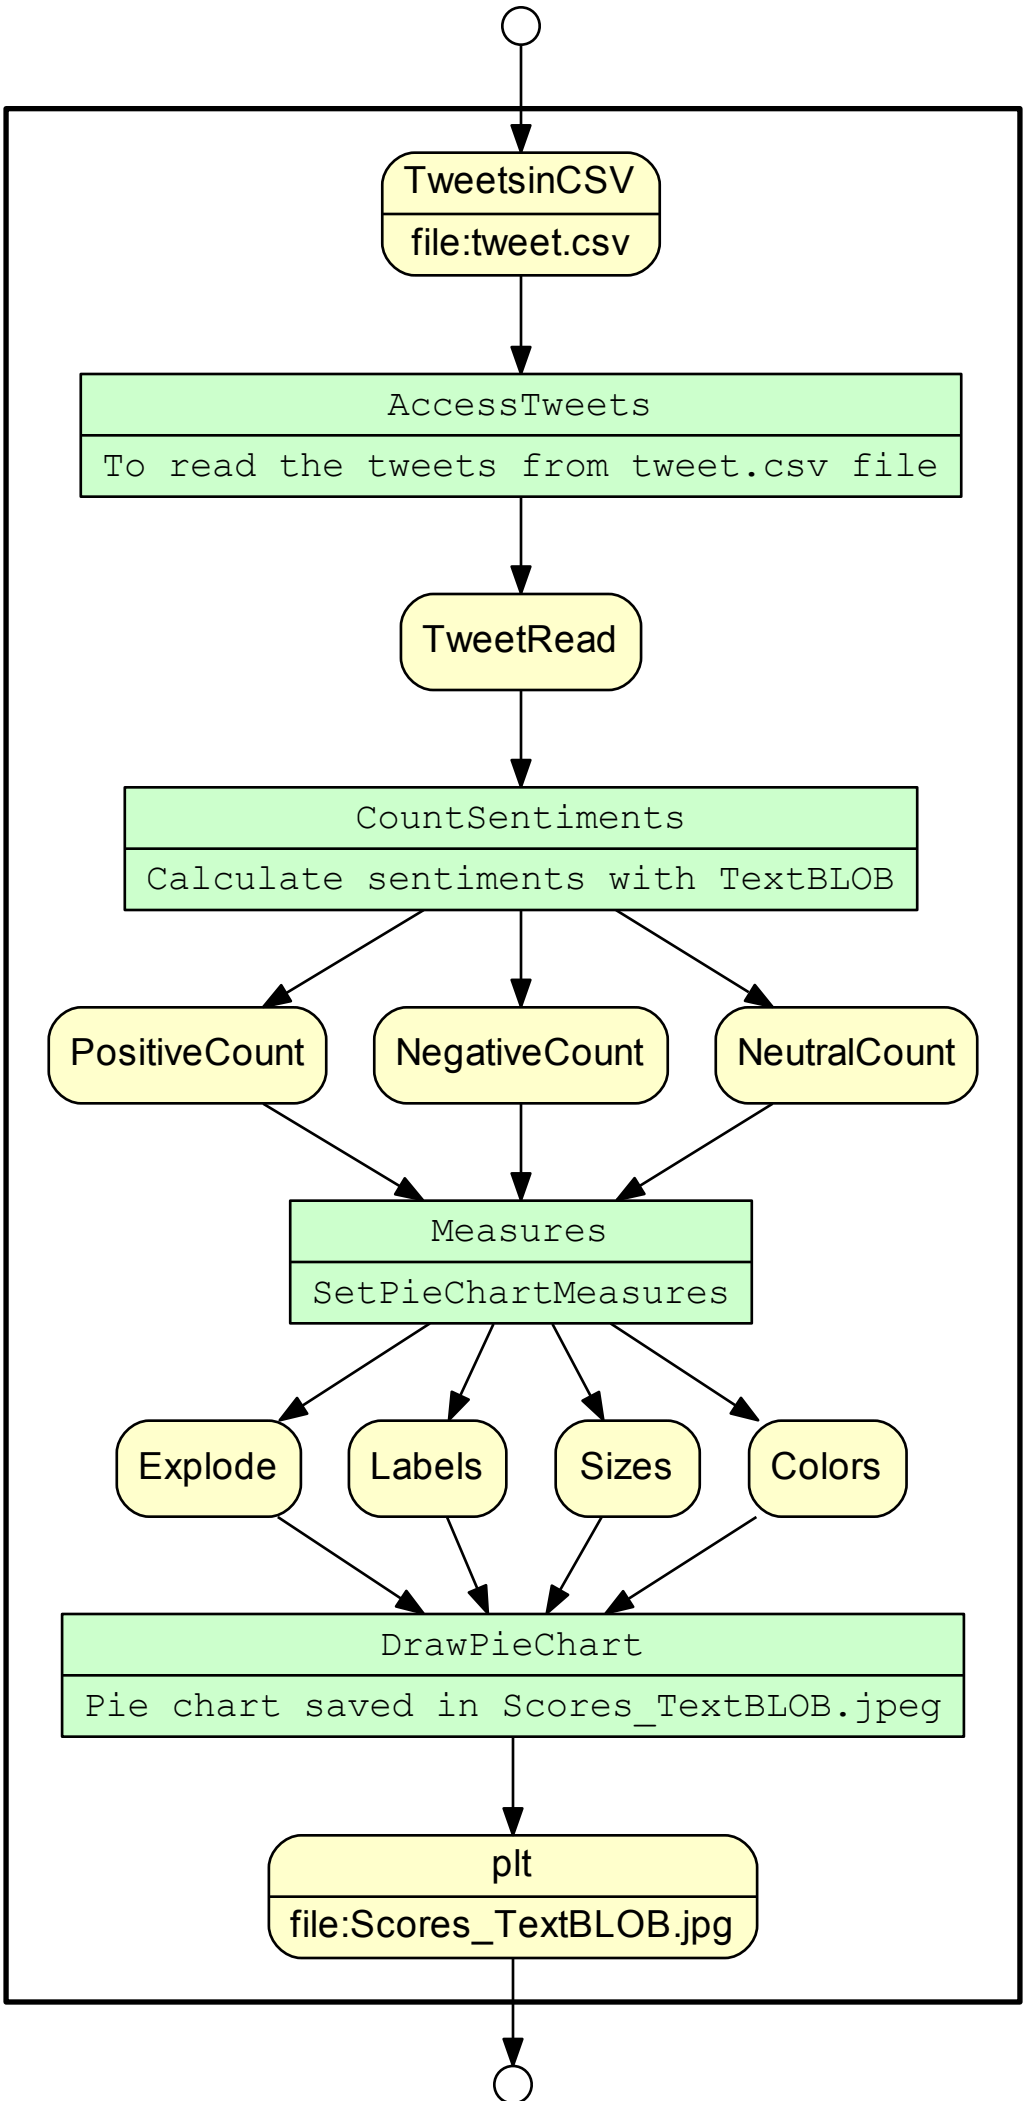 TweetsinCSV
file:tweet.csv
AccessTweets
To read the tweets from tweet.csv file
TweetRead
CountSentiments
Calculate sentiments with TextBLOB
PositiveCount
NegativeCount
NeutralCount
Measures
SetPieChartMeasures
Explode
Labels
Sizes
Colors
DrawPieChart
Pie chart saved in Scores_TextBLOB.jpeg
plt
file:Scores_TextBLOB.jpg